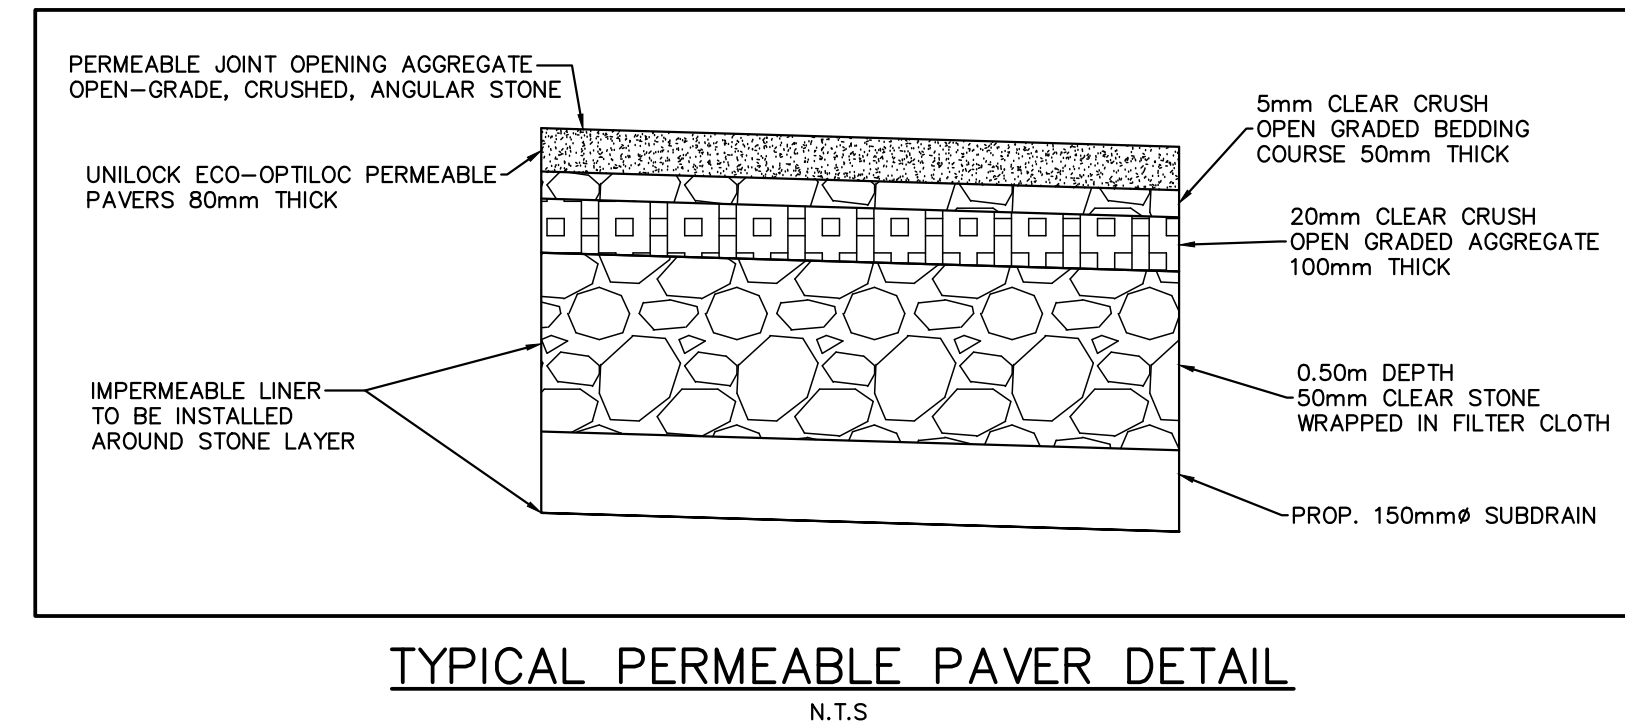 PERMEABLE JOINT OPENING AGGREGATE
OPEN-GRADE, CRUSHED, ANGULAR STONE
UNILOCK ECO-OPTILOC PERMEABLE
PAVERS 80mm THICK
IMPERMEABLE LINER
TO BE INSTALLED
AROUND STONE LAYER
5mm CLEAR CRUSH
OPEN GRADED BEDDING
COURSE 50mm THICK
20mm CLEAR CRUSH
OPEN GRADED AGGREGATE
100mm THICK
0.50m DEPTH
50mm CLEAR STONE
WRAPPED IN FILTER CLOTH
PROP. 150mmø SUBDRAIN
TYPICAL PERMEABLE PAVER DETAIL
N.T.S